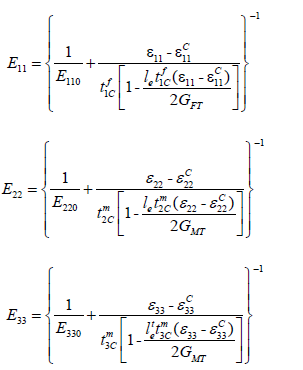 E_{11} = \left\{ \frac{1}{E_{110}} + \frac{\varepsilon_{11} - \varepsilon_{11}^{C}}{t_{1C}^{f} \left[ 1 - \frac{l_{e} t_{1C}^{f} (\varepsilon_{11} - \varepsilon_{11}^{C})}{2G_{FT}} \right]} \right\}^{-1}
E_{22} = \left\{ \frac{1}{E_{220}} + \frac{\varepsilon_{22} - \varepsilon_{22}^{C}}{t_{2C}^{m} \left[ 1 - \frac{l_{e} t_{2C}^{m} (\varepsilon_{22} - \varepsilon_{22}^{C})}{2G_{MT}} \right]} \right\}^{-1}
E_{33} = \left\{ \frac{1}{E_{330}} + \frac{\varepsilon_{33} - \varepsilon_{33}^{C}}{t_{3C}^{m} \left[ 1 - \frac{l_{e}^{t} t_{3C}^{m} (\varepsilon_{33} - \varepsilon_{33}^{C})}{2G_{MT}} \right]} \right\}^{-1}